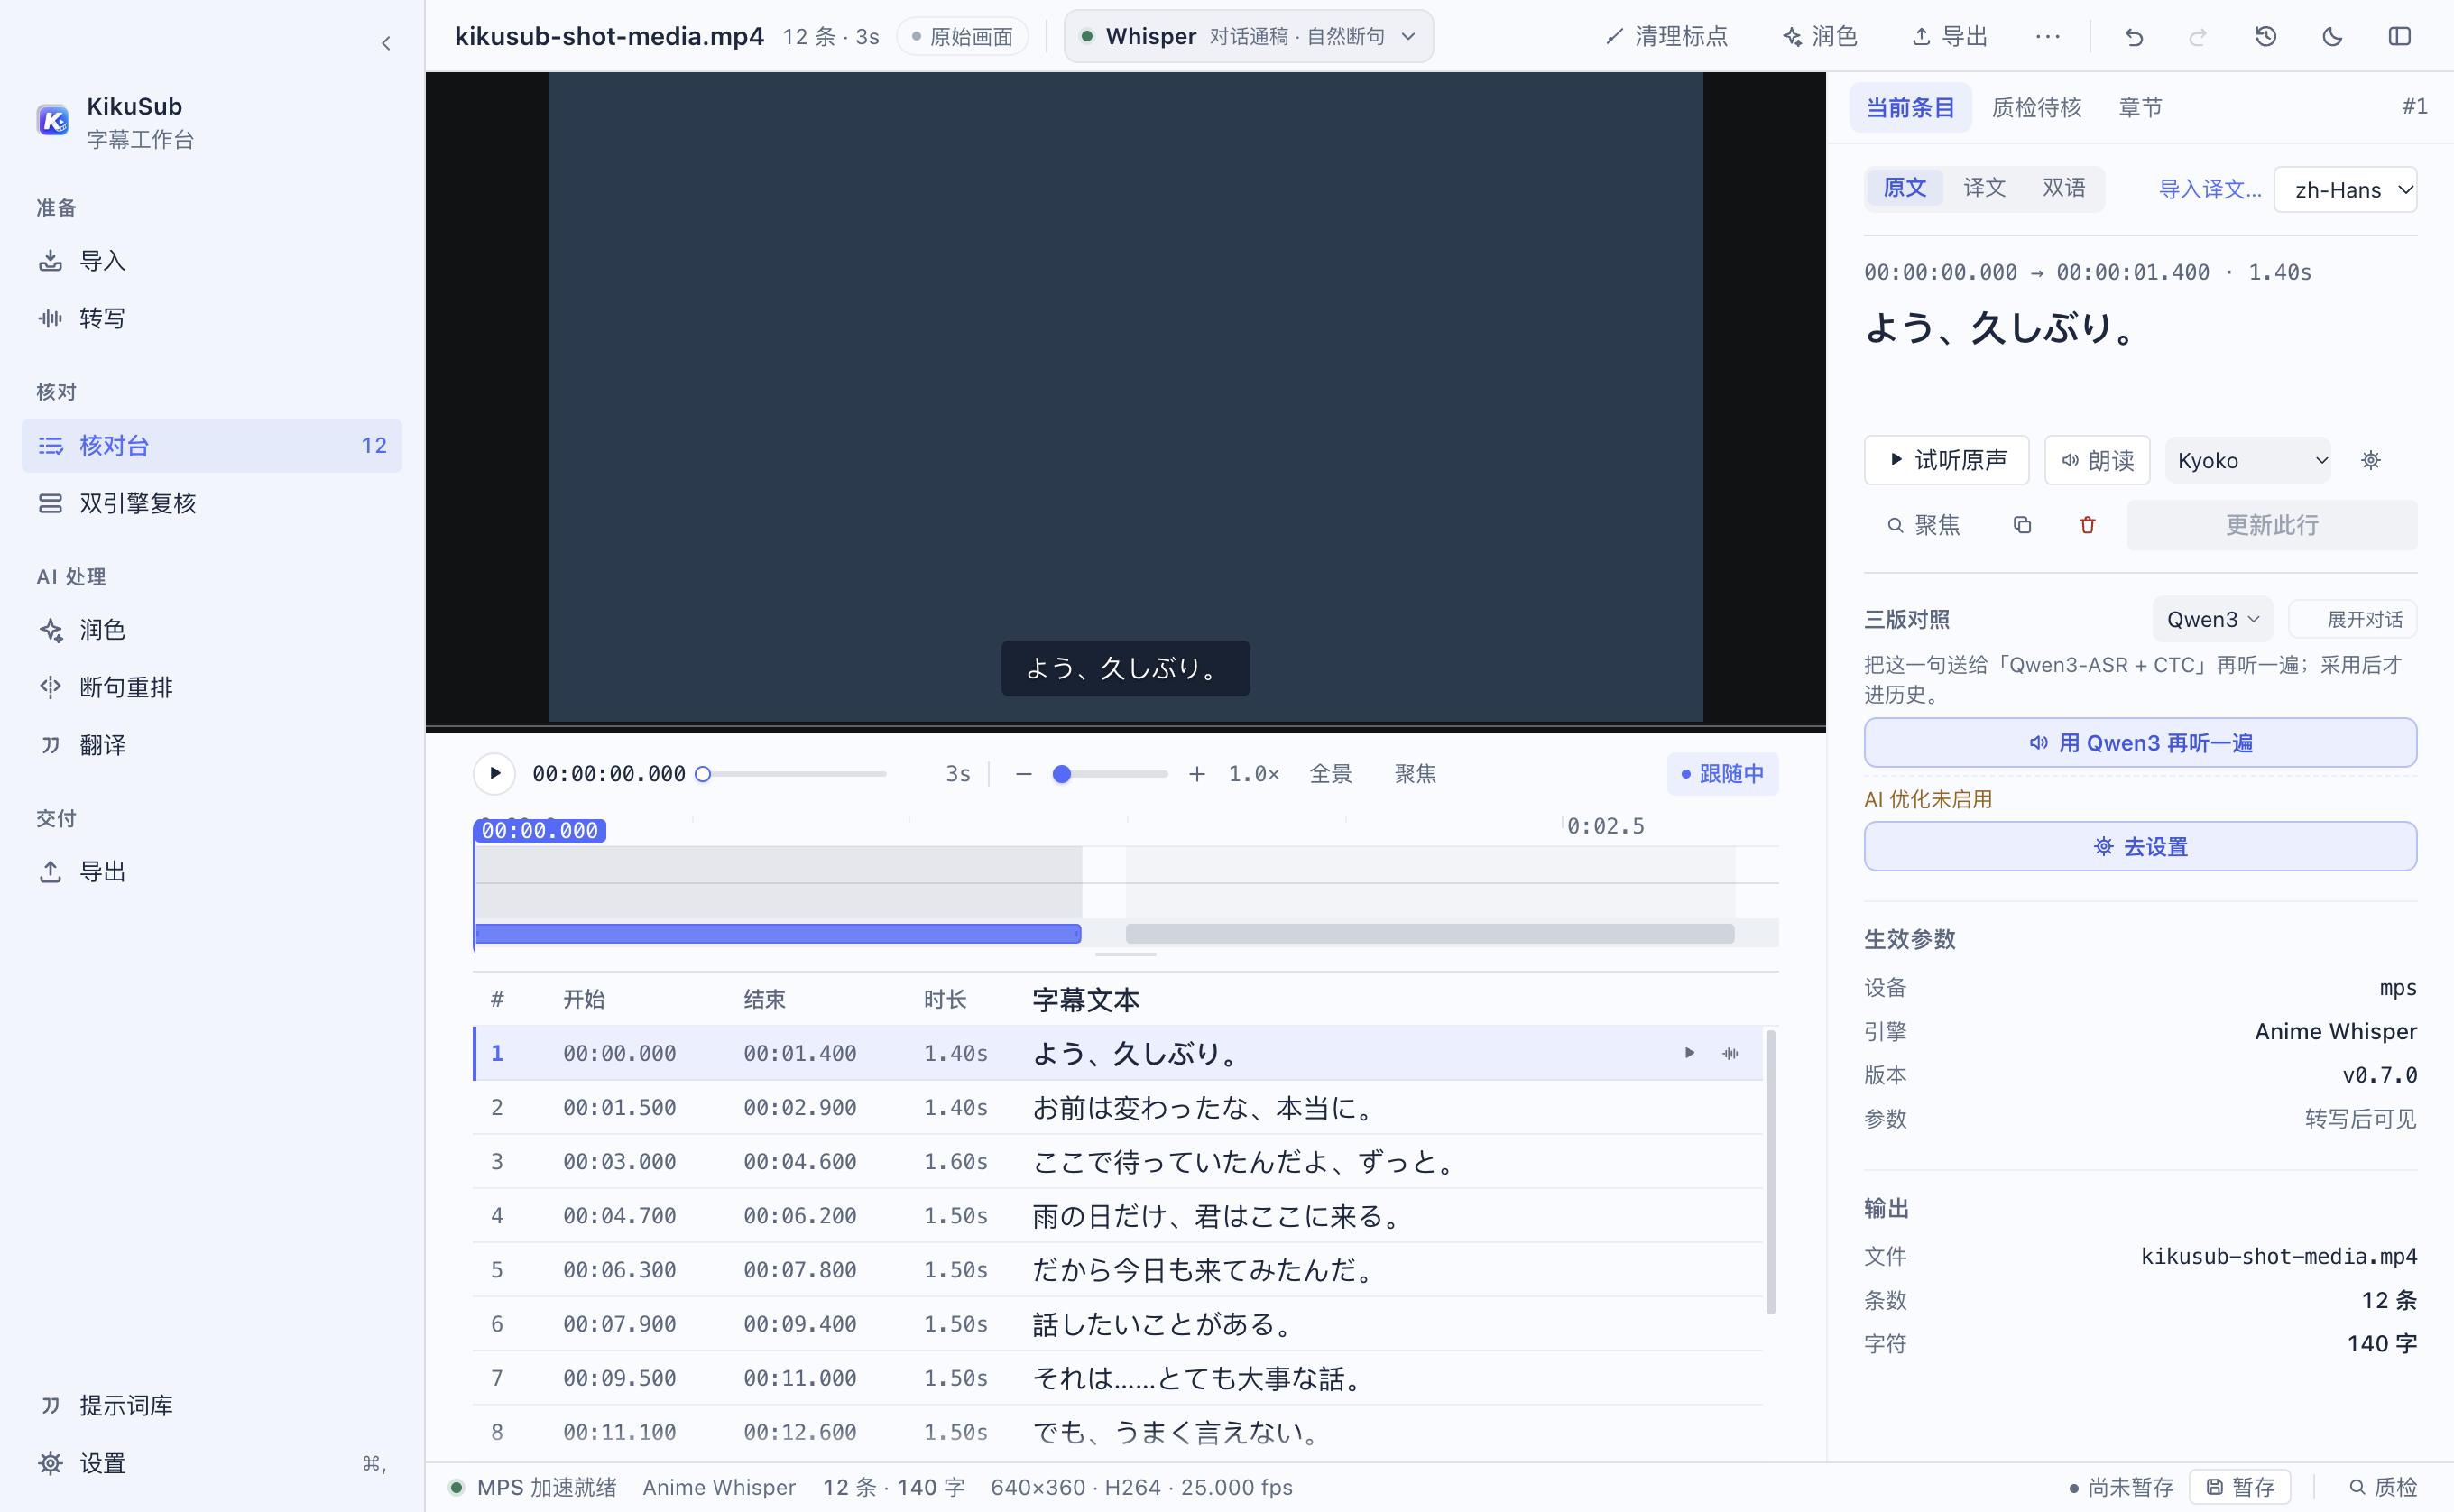 KikuSub
字幕工作台
准备
导入
转写
核对
核对台 12
双引擎复核
AI 处理
润色
断句重排
翻译
交付
导出
提示词库
设置 ⌘,
kikusub-shot-media.mp4 12 条 · 3s 原始画面 Whisper 对话通稿 · 自然断句 清理标点 润色 导出 ···
よう、久しぶり。
00:00:00.000 3s − + 1.0× 全景 聚焦 跟随中
00:00.000 0:02.5
# 开始 结束 时长 字幕文本
1 00:00.000 00:01.400 1.40s よう、久しぶり。
2 00:01.500 00:02.900 1.40s お前は変わったな、本当に。
3 00:03.000 00:04.600 1.60s ここで待っていたんだよ、ずっと。
4 00:04.700 00:06.200 1.50s 雨の日だけ、君はここに来る。
5 00:06.300 00:07.800 1.50s だから今日も来てみたんだ。
6 00:07.900 00:09.400 1.50s 話したいことがある。
7 00:09.500 00:11.000 1.50s それは……とても大事な話。
8 00:11.100 00:12.600 1.50s でも、うまく言えない。
当前条目 质检待核 章节 #1
原文 译文 双语 导入译文... zh-Hans
00:00:00.000 → 00:00:01.400 · 1.40s
よう、久しぶり。
试听原声 朗读 Kyoko
聚焦 更新此行
三版对照 Qwen3 展开对话
把这一句送给「Qwen3-ASR + CTC」再听一遍；采用后才
进历史。
用 Qwen3 再听一遍
AI 优化未启用
去设置
生效参数
设备 mps
引擎 Anime Whisper
版本 v0.7.0
参数 转写后可见
输出
文件 kikusub-shot-media.mp4
条数 12 条
字符 140 字
MPS 加速就绪 Anime Whisper 12 条 · 140 字 640×360 · H264 · 25.000 fps 尚未暂存 暂存 质检